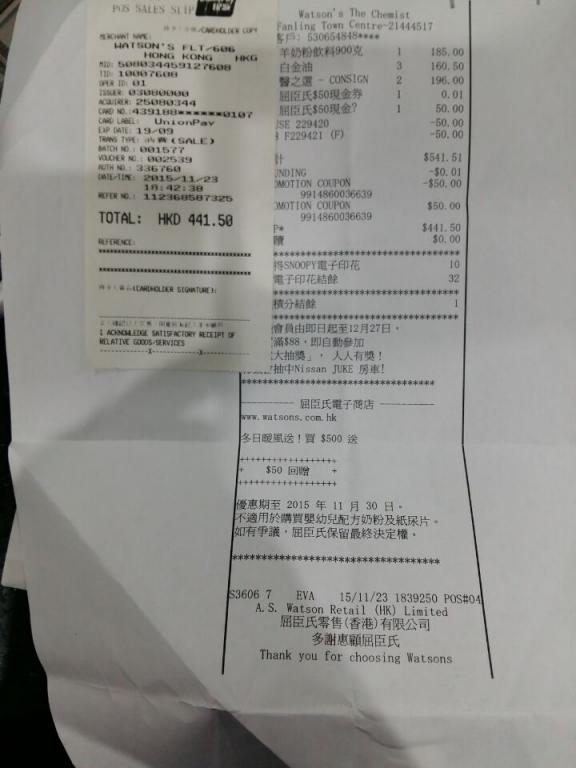 POS SALES SLIP
/CARDHOLDER COPY
MERCHANT NAME:
WATSON'S FLT/606
HONG KONG HKG
MID: 508034459127608
TID: 10007608
OPER ID: 01
ISSUER: 03080000
ACQUIRER: 25080344
CARD NO.: 439188******0107
CARD LABEL: UnionPay
EXP DATE: 19/09
TRANS TYPE: 消費(SALE)
BATCH NO.: 001577
VOUCHER NO.: 002539
AUTH NO.: 336760
DATE/TIME: 2015/11/23
18:42:38
REFER NO.: 112368587325
TOTAL: HKD 441.50
REFERENCE:
(CARDHOLDER SIGNATURE):
I ACKNOWLEDGE SATISFACTORY RECEIPT OF
RELATIVE GOODS/SERVICES
Watson's The Chemist
Fanling Town Centre-21444517
客戶: 530654848****
羊奶粉飲料900克 1 185.00
白金油 3 160.50
醫之選 - CONSIGN 2 196.00
屈臣氏$50現金券 1 0.01
屈臣氏$50現金? 1 50.00
USE 229420 -50.00
F229421 (F) -50.00
計 $541.51
UNDING -$0.01
OMOTION COUPON -$50.00
9914860036639
OMOTION COUPON $50.00
9914860036639
P* $441.50
贖 $0.00
*********************************
得SNOOPY電子印花 10
電子印花結餘 32
*********************************
積分結餘 1
*********************************
會員由即日起至12月27日，
滿$88，即自動參加
大抽獎」， 人人有獎！
抽中Nissan JUKE 房車!
*********************************
---------- 屈臣氏電子商店 ----------
www.watsons.com.hk
多日暖風送！買 $500 送
++++++++++++++++++
+ $50 回贈 +
++++++++++++++++++
優惠期至 2015 年 11 月 30 日。
不適用於購買嬰幼兒配方奶粉及紙尿片。
如有爭議，屈臣氏保留最終決定權。
***********************************
S3606 7 EVA 15/11/23 1839250 POS#04
A.S. Watson Retail (HK) Limited
屈臣氏零售(香港)有限公司
多謝惠顧屈臣氏
Thank you for choosing Watsons